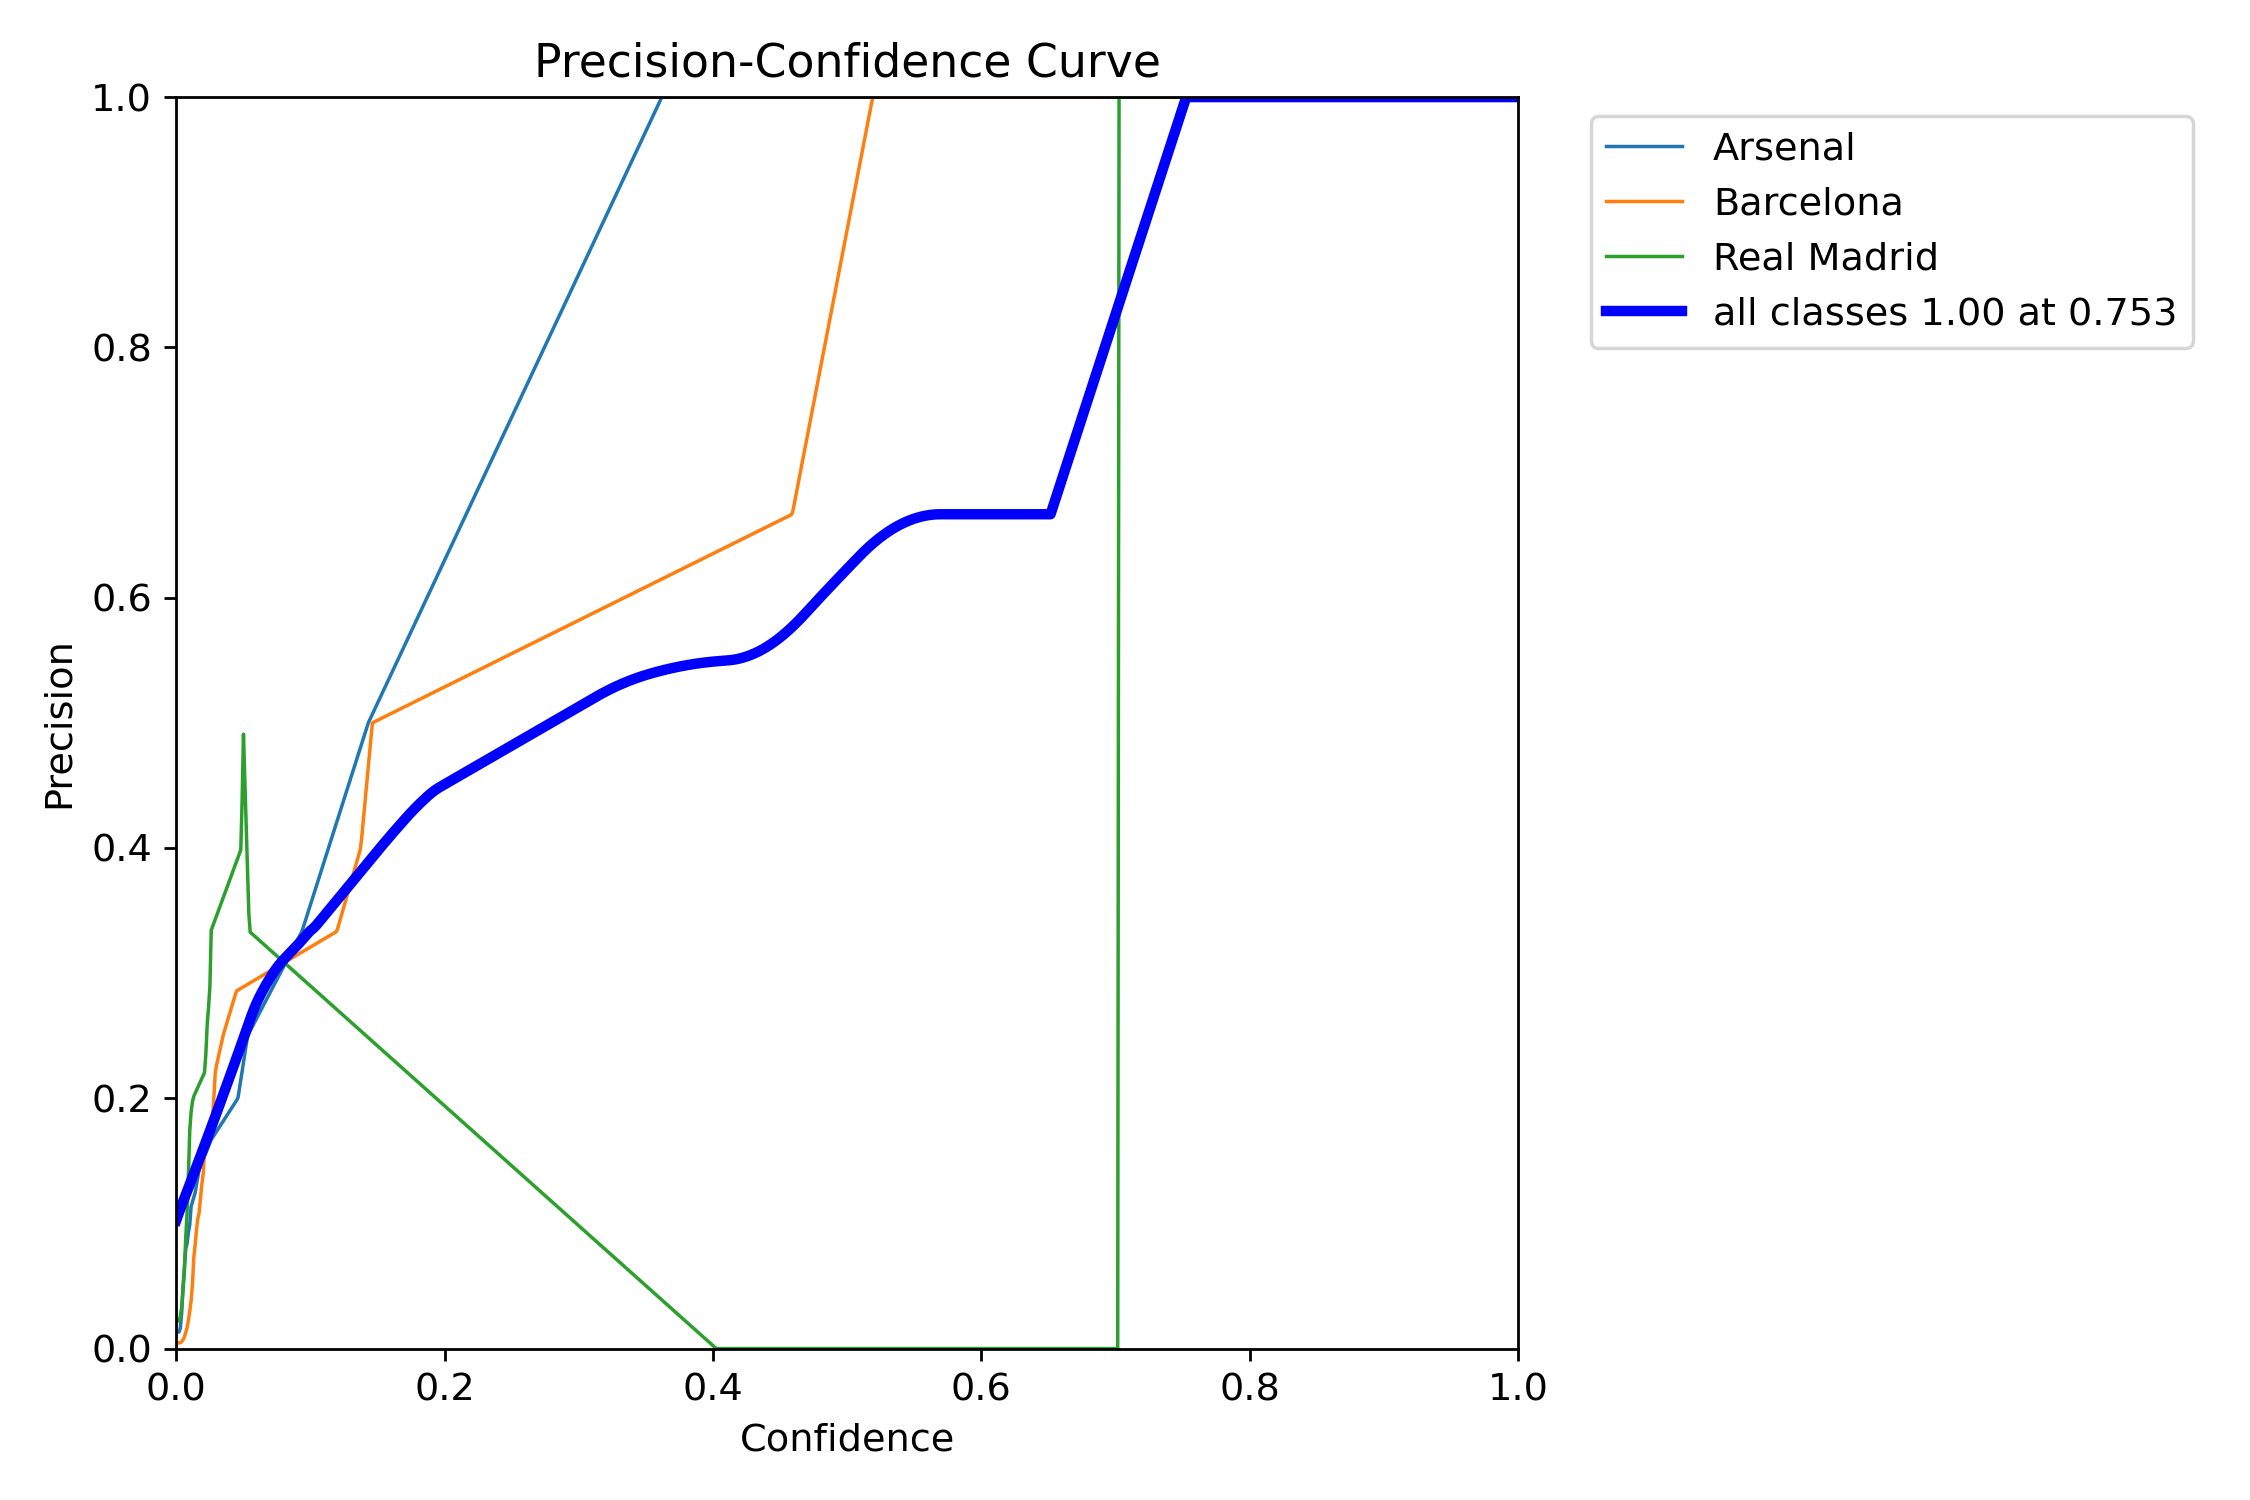 Precision-Confidence Curve
1.0
0.8
0.6
0.4
0.2
0.0
Precision
0.0 0.2 0.4 0.6 0.8 1.0
Confidence
Arsenal
Barcelona
Real Madrid
all classes 1.00 at 0.753